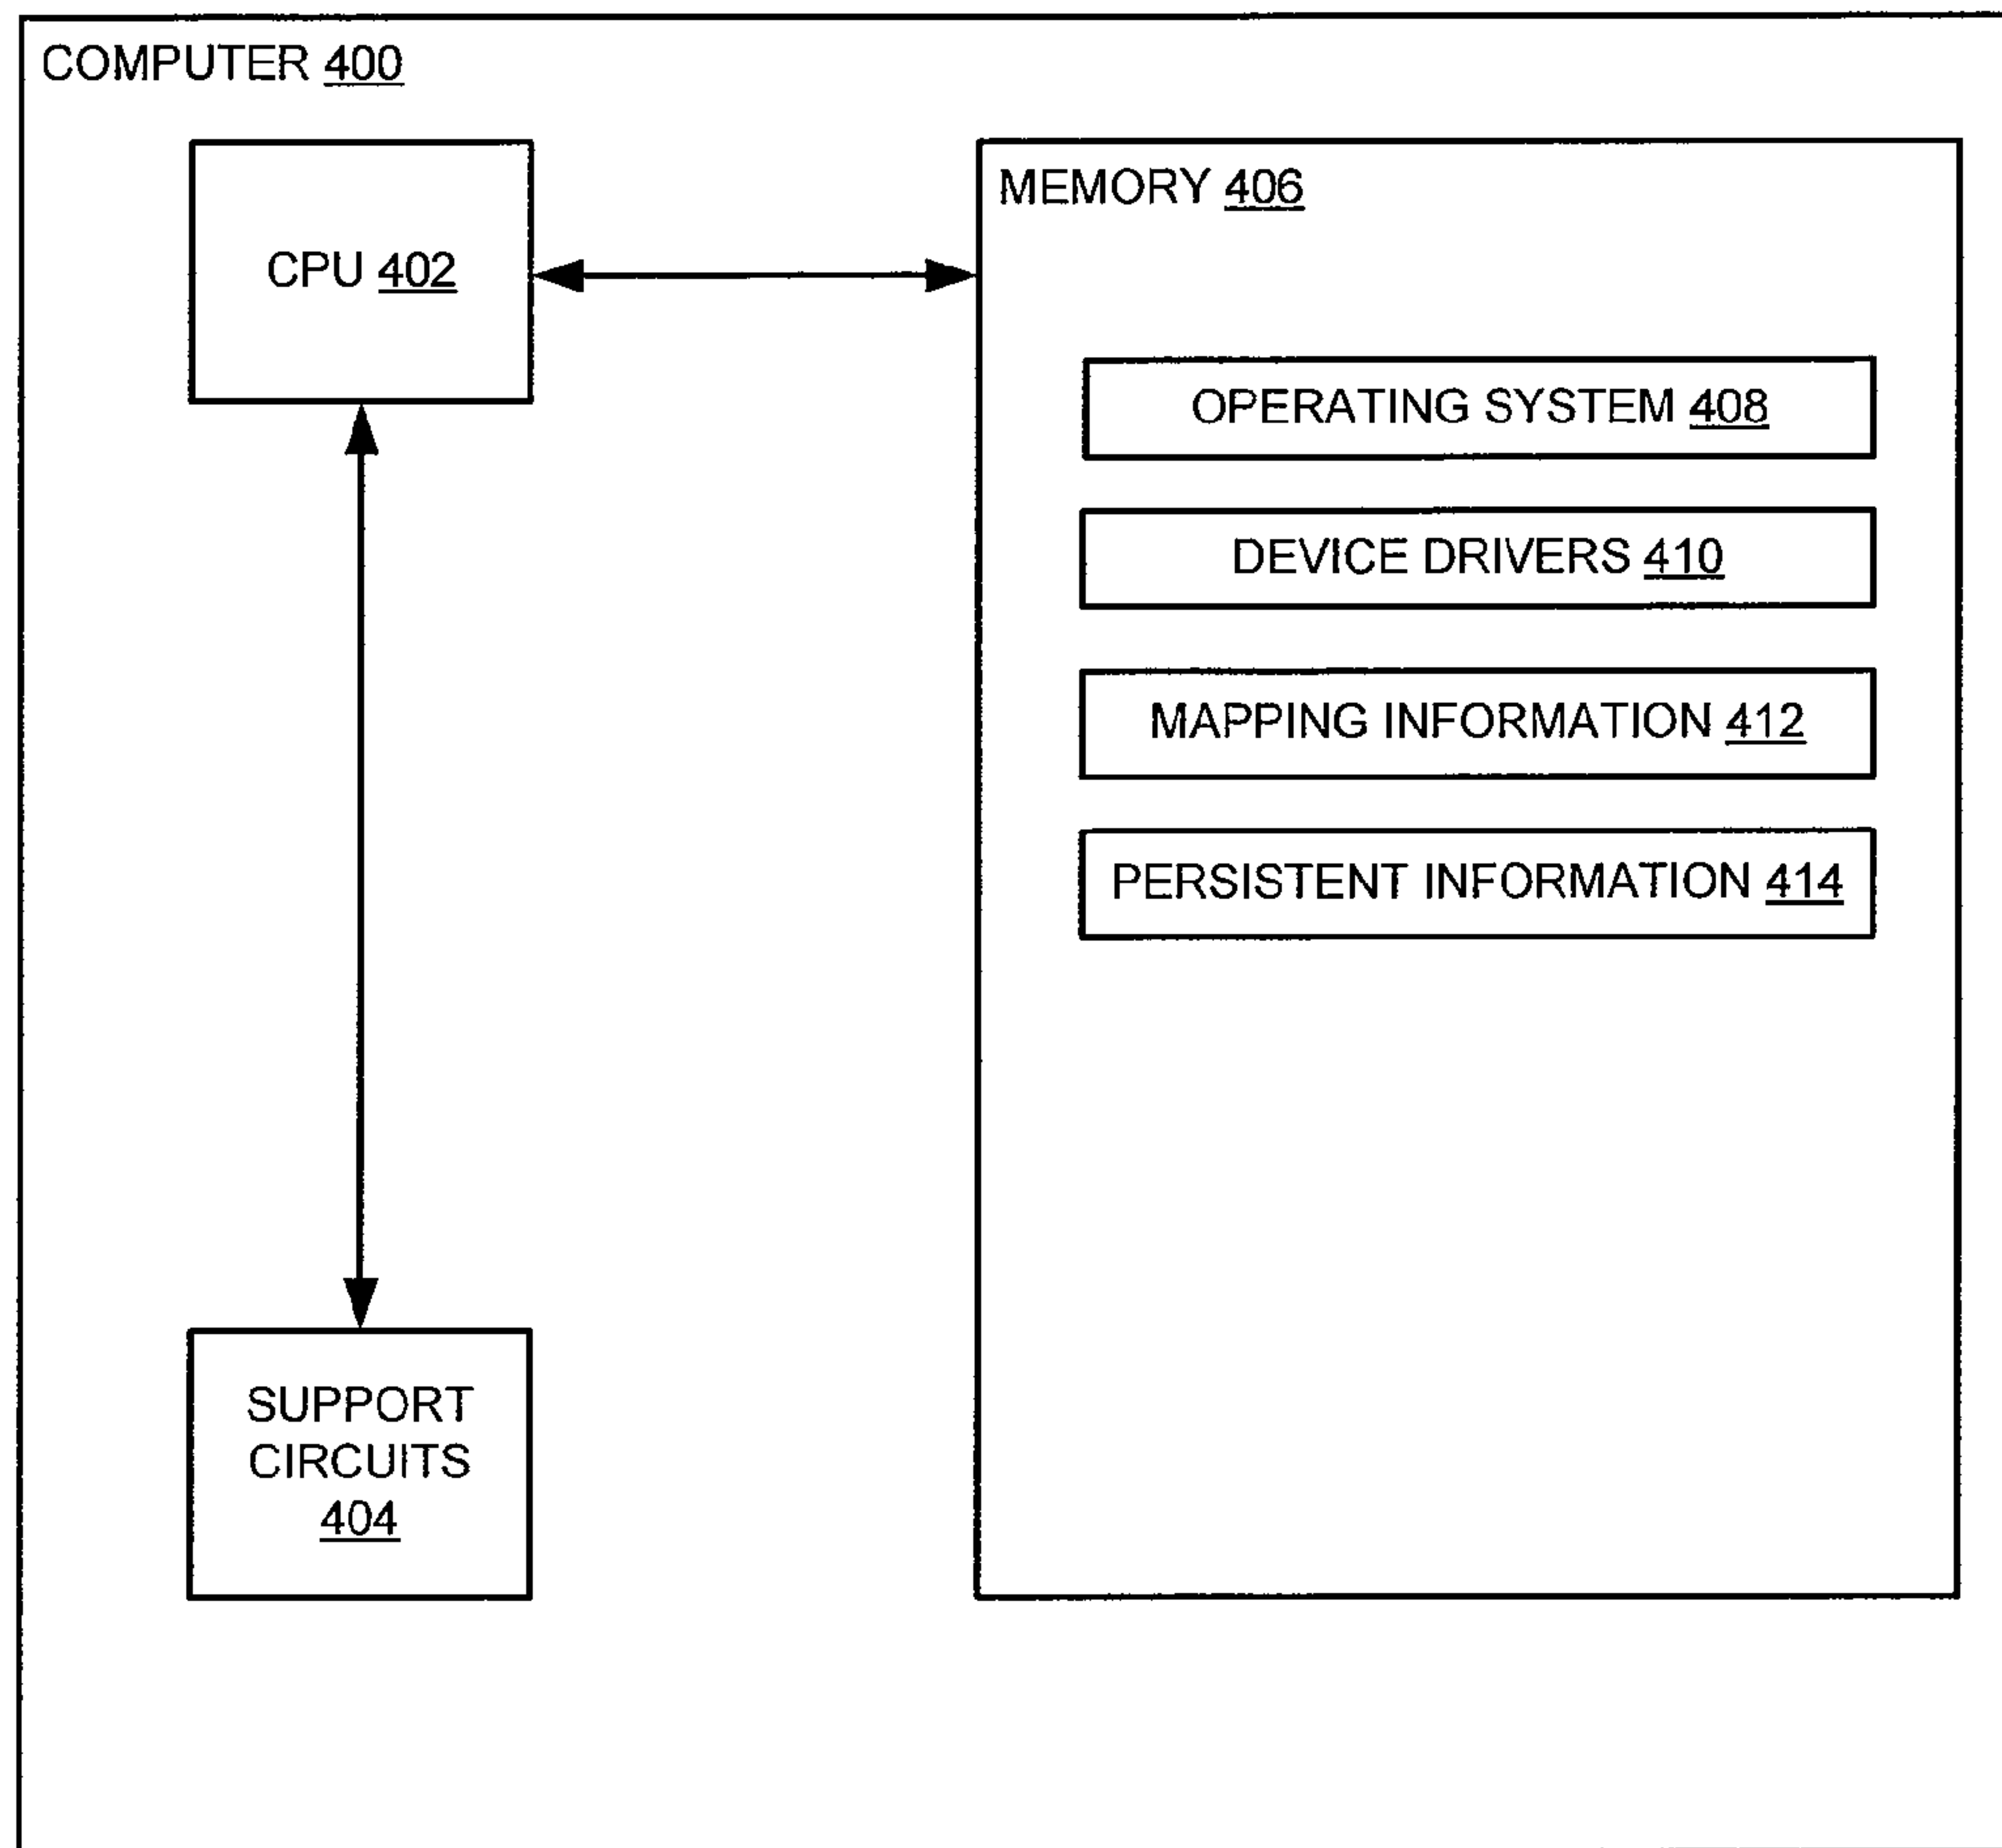 COMPUTER 400
CPU 402
MEMORY 406
OPERATING SYSTEM 408
DEVICE DRIVERS 410
MAPPING INFORMATION 412
PERSISTENT INFORMATION 414
SUPPORT
CIRCUITS
404